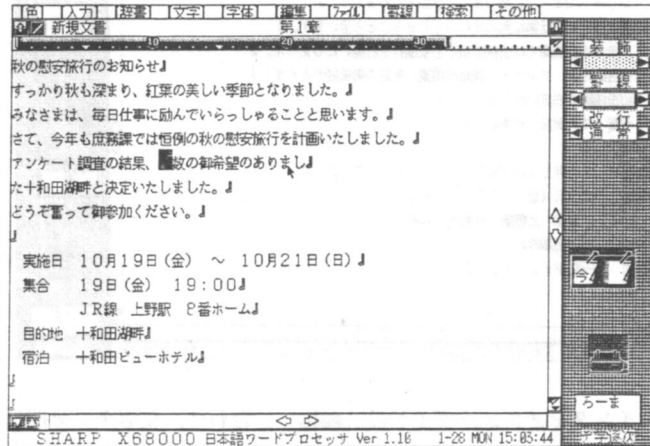 [色] [入力] [辞書] [文字] [字体] [編集] [ファイル] [罫線] [検索] [その他]
新規文書 第1章
10 20 30
秋の慰安旅行のお知らせ
すっかり秋も深まり、紅葉の美しい季節となりました。
みなさまは、毎日仕事に励んでいらっしゃることと思います。
さて、今年も庶務課では恒例の秋の慰安旅行を計画いたしました。
アンケート調査の結果、数の御希望のありまし
た十和田湖畔と決定いたしました。
どうぞ奮って御参加ください。
実施日 10月19日(金) ~ 10月21日(日)
集合 19日(金) 19:00
JR線 上野駅 8番ホーム
目的地 十和田湖畔
宿泊 十和田ビューホテル
装飾
罫線
改行
通常
今
ろーま
SHARP X68000 日本語ワードプロセッサ Ver 1.10 1-28 MON 15:03:44